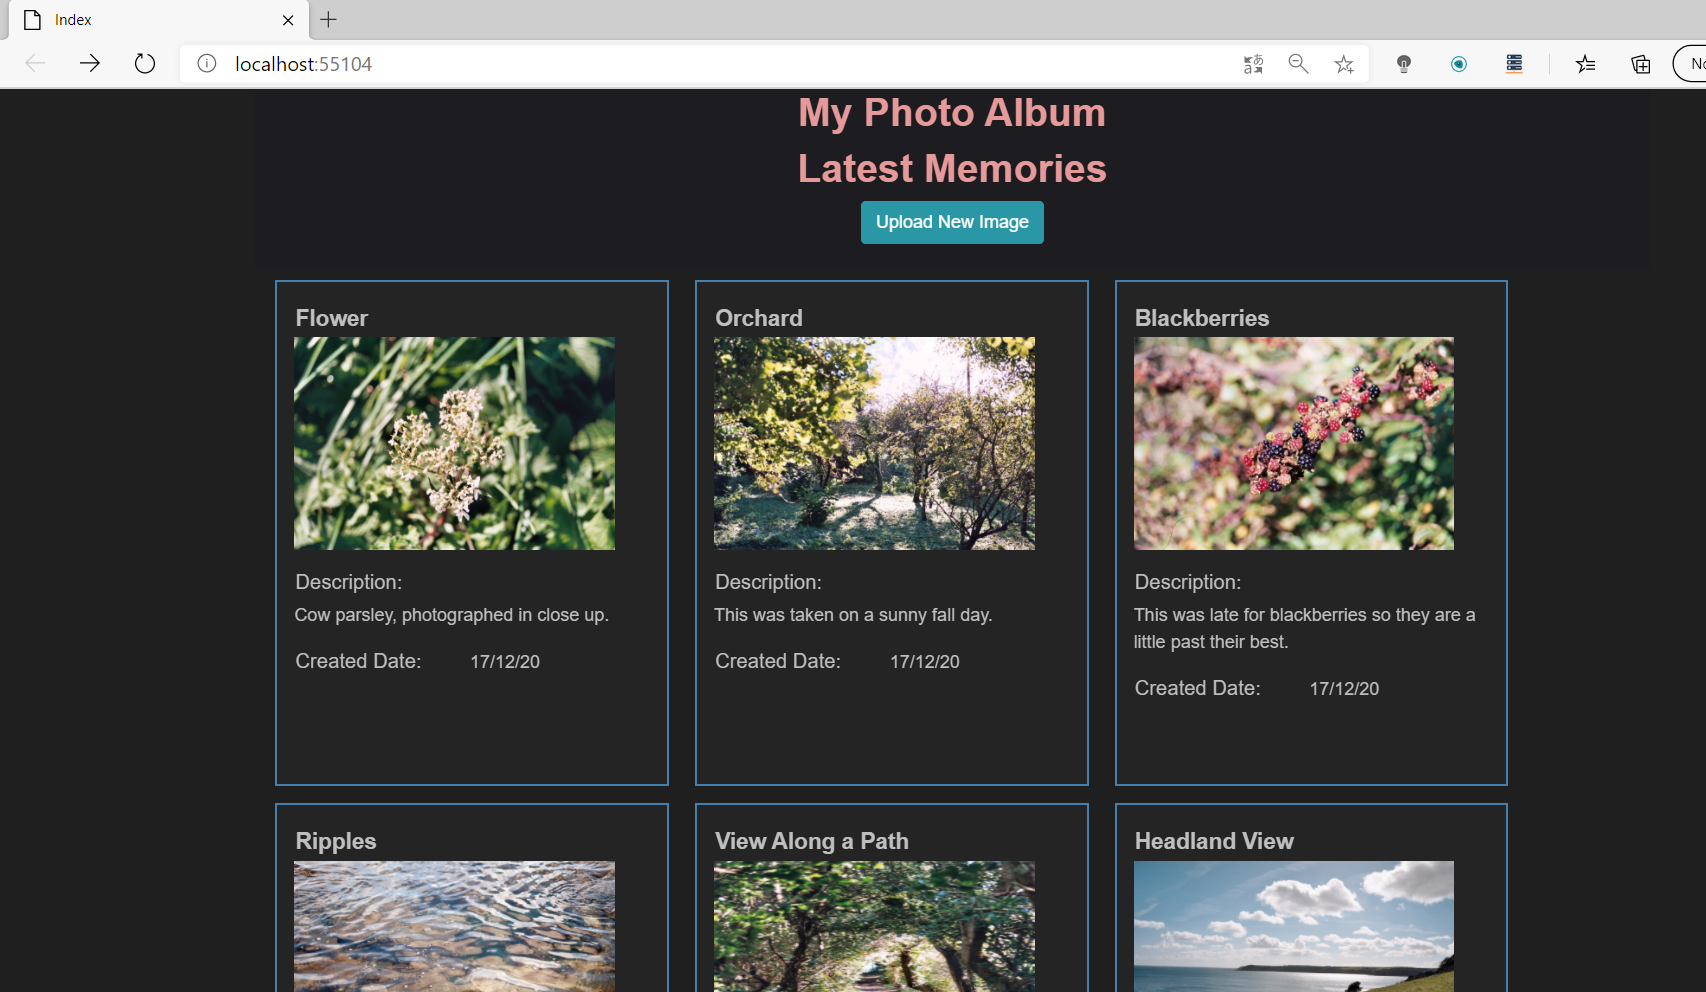 Index
localhost:55104
No
My Photo Album
Latest Memories
Upload New Image
Flower
Orchard
Blackberries
Description:
Cow parsley, photographed in close up.
Created Date: 17/12/20
Description:
This was taken on a sunny fall day.
Created Date: 17/12/20
Description:
This was late for blackberries so they are a
little past their best.
Created Date: 17/12/20
Ripples
View Along a Path
Headland View